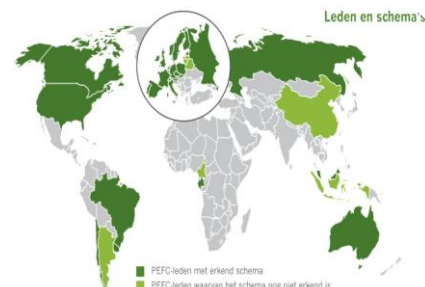 Leden en schema's
PEFC-leden met erkend schema
PEFC-leden waarvan het schema nog niet erkend is